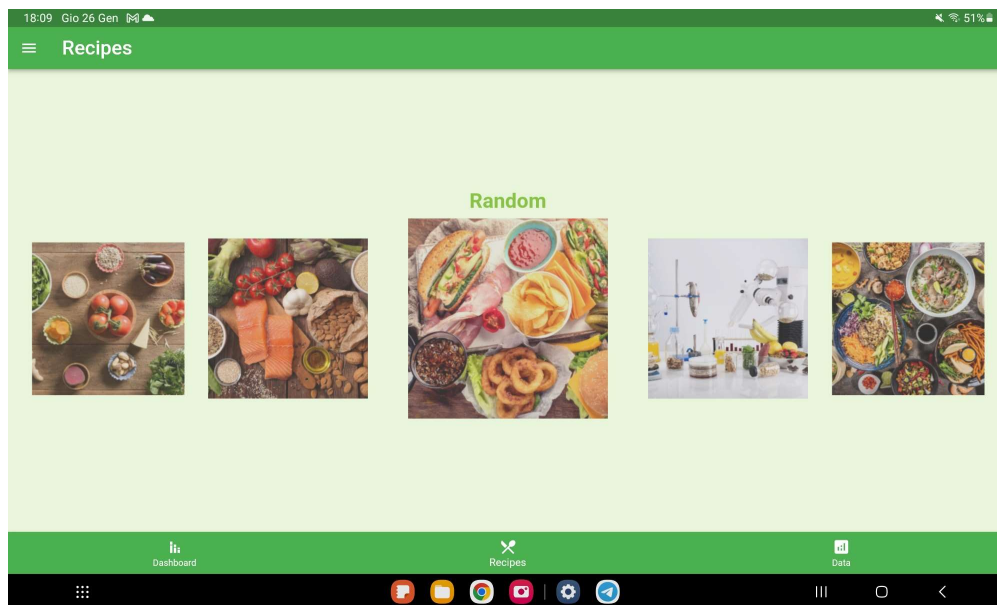 18:09 Gio 26 Gen 51%
Recipes
Random
Dashboard
Recipes
Data